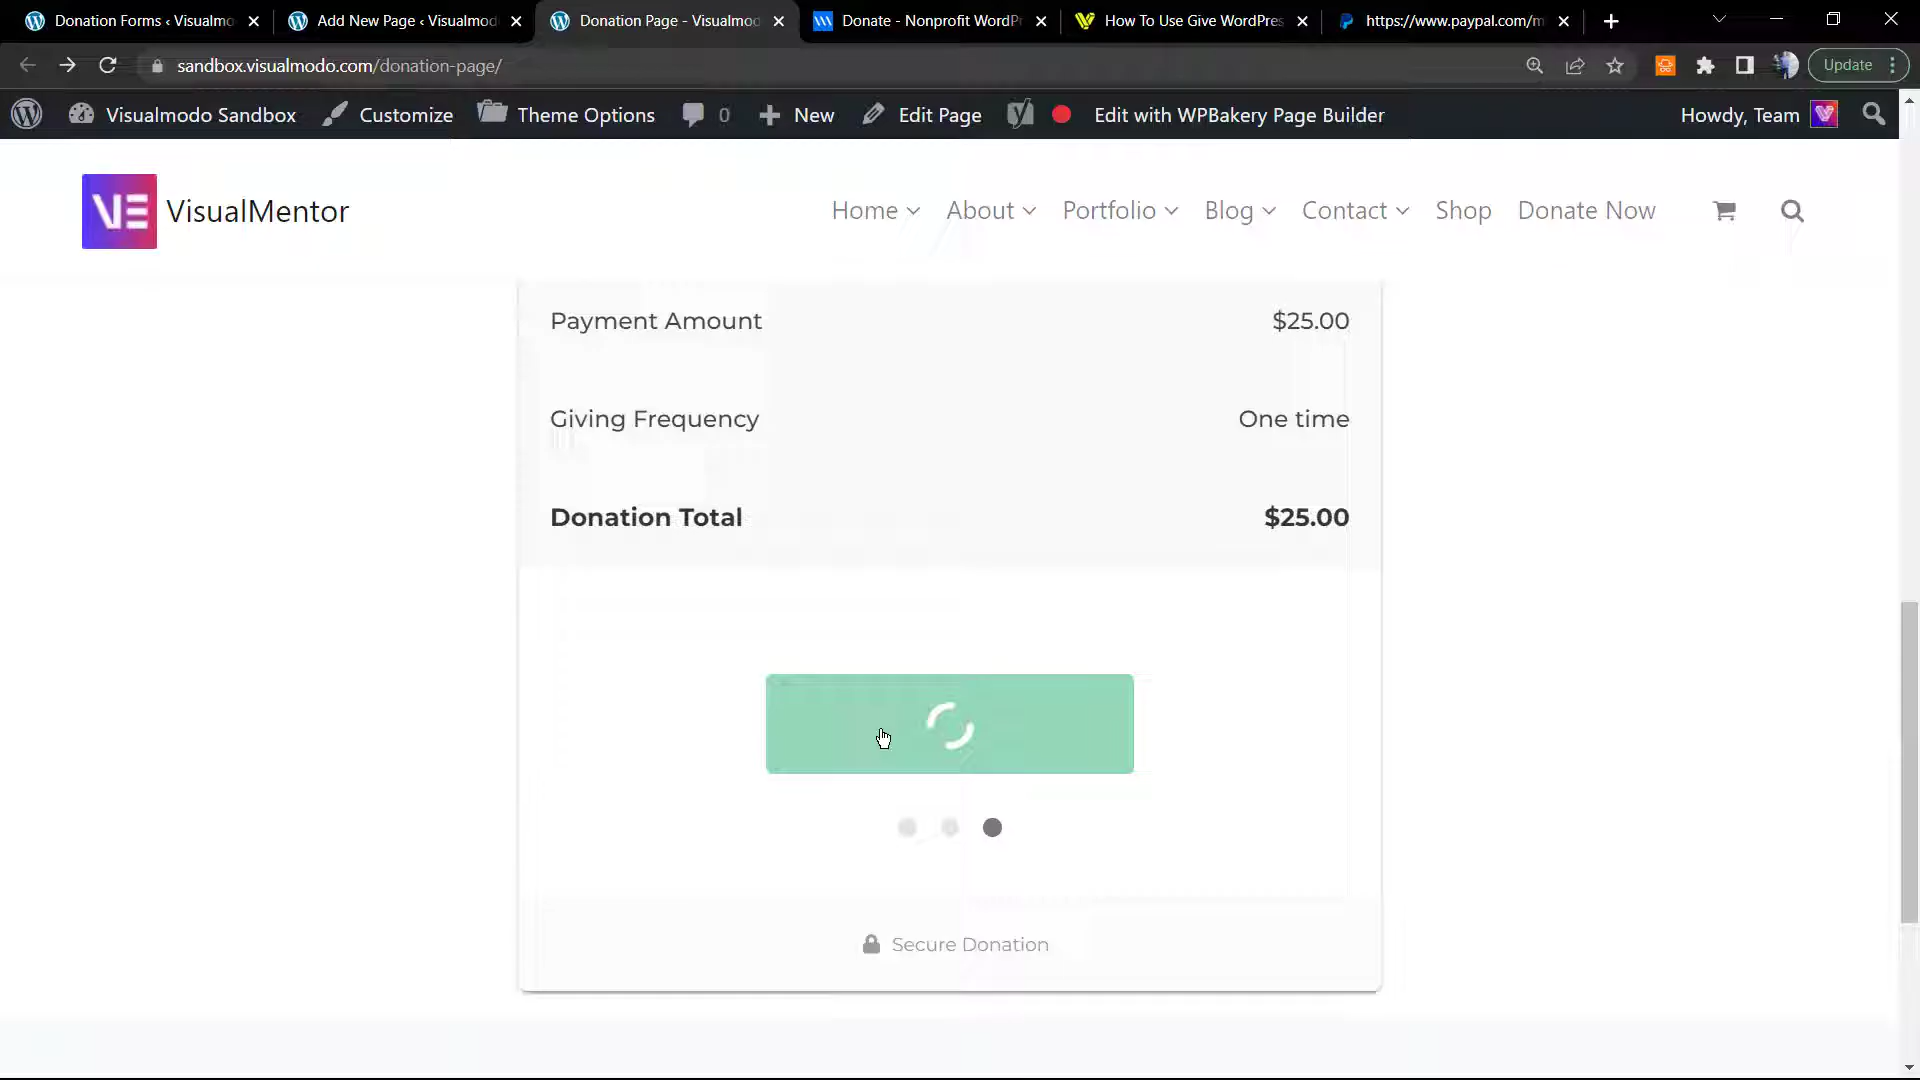 Donation Forms ‹ Visualmo
Add New Page ‹ Visualmod
Donation Page - Visualmo
Donate - Nonprofit WordPr
How To Use Give WordPres
https://www.paypal.com/m
sandbox.visualmodo.com/donation-page/
Update
Visualmodo Sandbox
Customize
Theme Options
0
New
Edit Page
Edit with WPBakery Page Builder
Howdy, Team
VE VisualMentor
Home
About
Portfolio
Blog
Contact
Shop
Donate Now
Payment Amount $25.00
Giving Frequency One time
Donation Total $25.00
Secure Donation